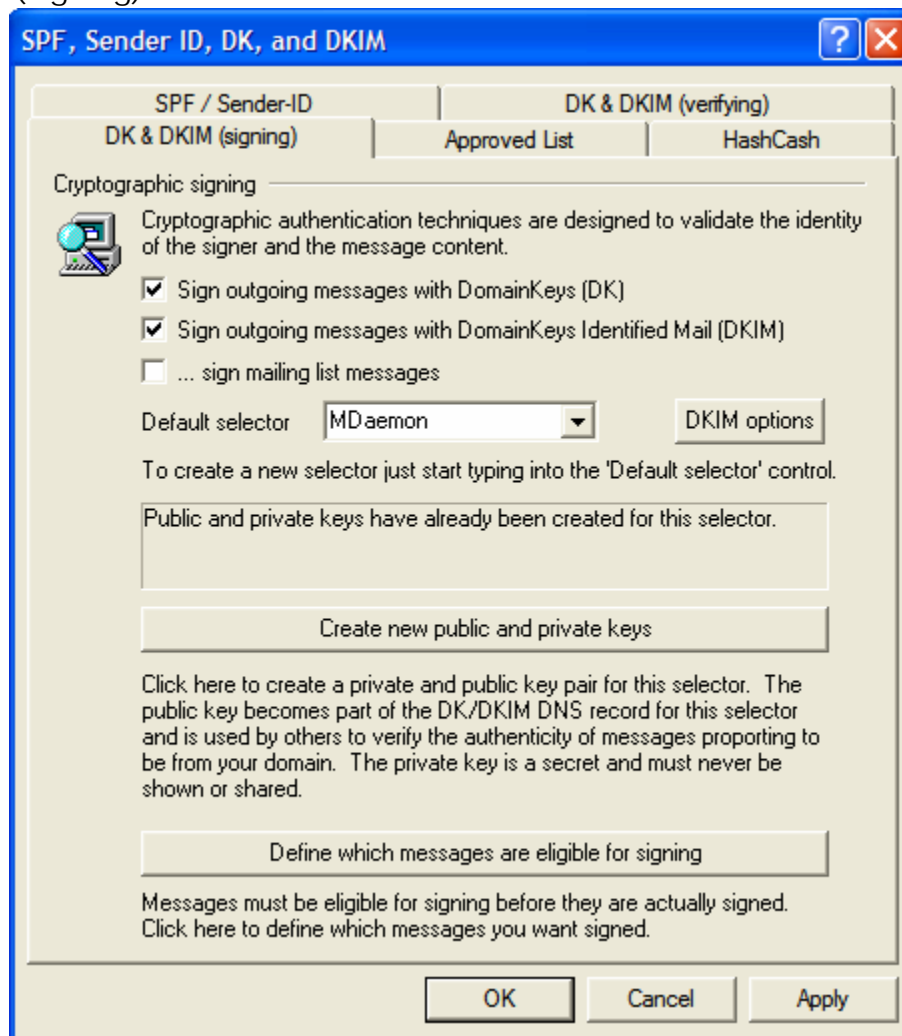 SPF, Sender ID, DK, and DKIM
SPF / Sender-ID
DK & DKIM (verifying)
DK & DKIM (signing)
Approved List
HashCash
Cryptographic signing
Cryptographic authentication techniques are designed to validate the identity
of the signer and the message content.
Sign outgoing messages with DomainKeys (DK)
Sign outgoing messages with DomainKeys Identified Mail (DKIM)
... sign mailing list messages
Default selector
MDaemon
DKIM options
To create a new selector just start typing into the 'Default selector' control.
Public and private keys have already been created for this selector.
Create new public and private keys
Click here to create a private and public key pair for this selector. The
public key becomes part of the DK/DKIM DNS record for this selector
and is used by others to verify the authenticity of messages proporting to
be from your domain. The private key is a secret and must never be
shown or shared.
Define which messages are eligible for signing
Messages must be eligible for signing before they are actually signed.
Click here to define which messages you want signed.
OK
Cancel
Apply